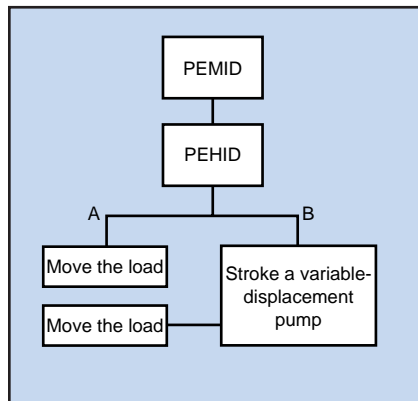 PEMID
PEHID
A
B
Move the load
Stroke a variable-
displacement
pump
Move the load